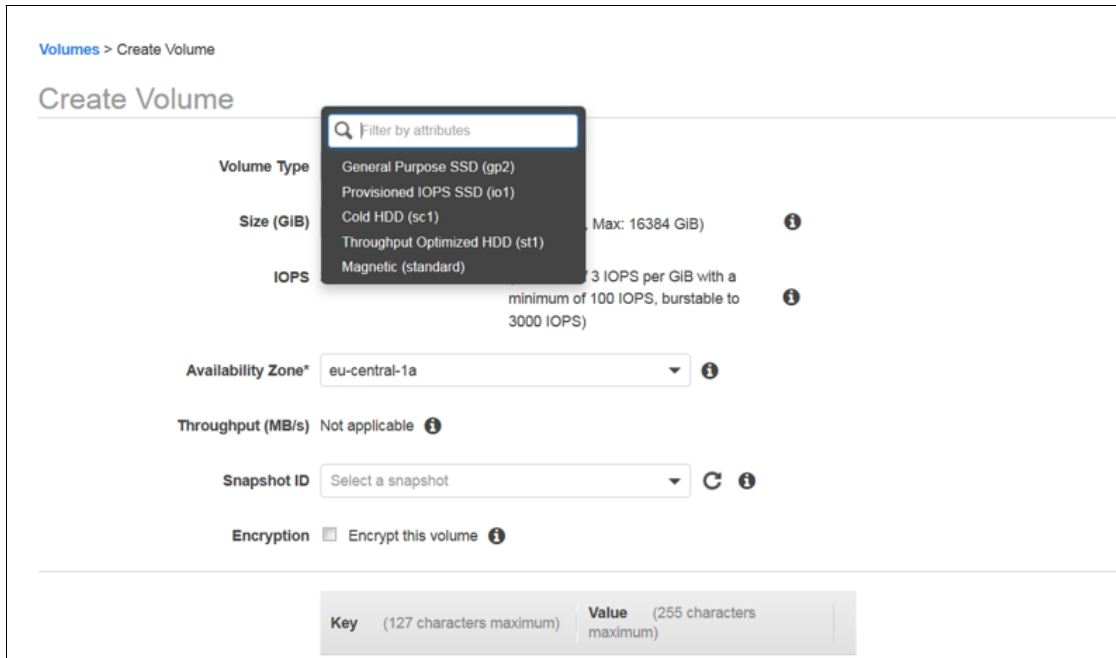 Volumes > Create Volume
Create Volume
Filter by attributes
Volume Type
General Purpose SSD (gp2)
Provisioned IOPS SSD (io1)
Cold HDD (sc1)
Throughput Optimized HDD (st1)
Magnetic (standard)
Size (GiB)
, Max: 16384 GiB)
IOPS
3 IOPS per GiB with a
minimum of 100 IOPS, burstable to
3000 IOPS)
Availability Zone* eu-central-1a
Throughput (MB/s) Not applicable
Snapshot ID Select a snapshot
Encryption Encrypt this volume
Key (127 characters maximum)
Value (255 characters
maximum)